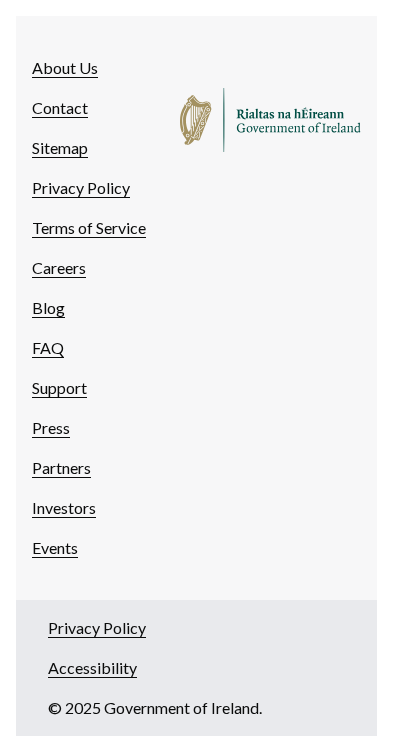 About Us
Contact
Sitemap
Privacy Policy
Terms of Service
Careers
Blog
FAQ
Support
Press
Partners
Investors
Events
Rialtas na hÉireann
Government of Ireland
Privacy Policy
Accessibility
© 2025 Government of Ireland.